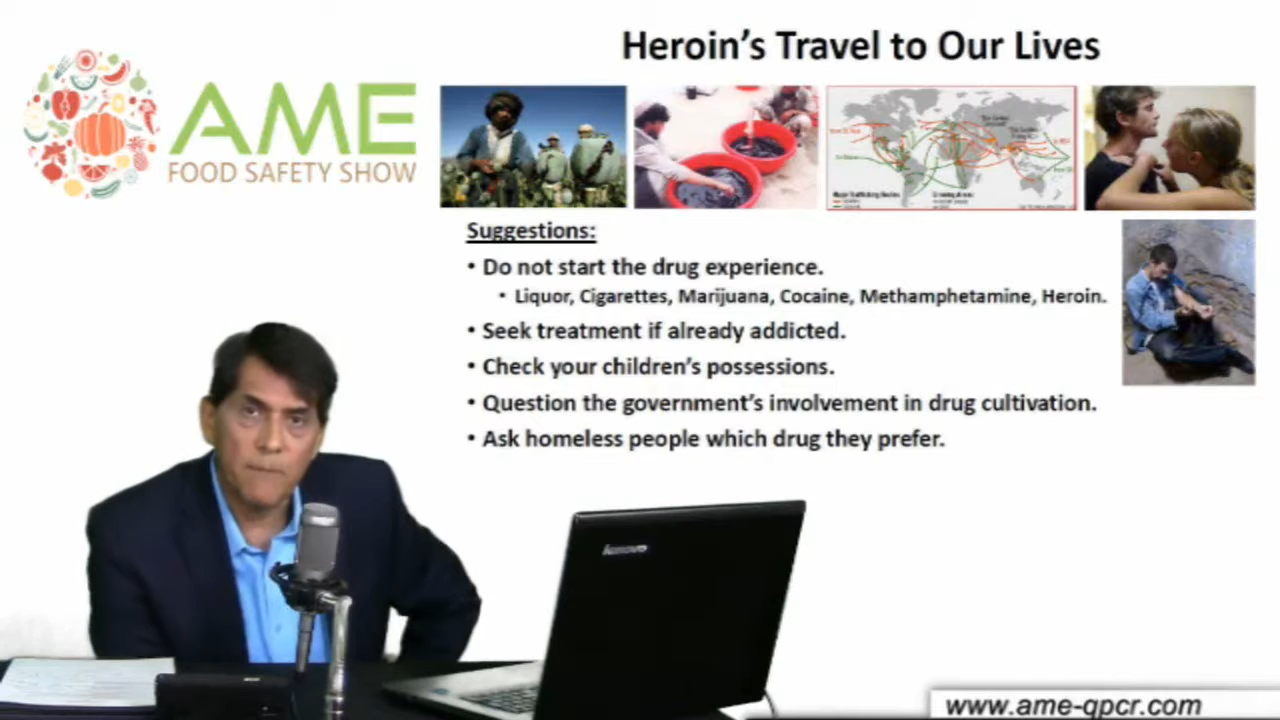 Heroin's Travel to Our Lives
AME
FOOD SAFETY SHOW
Suggestions:
• Do not start the drug experience.
• Liquor, Cigarettes, Marijuana, Cocaine, Methamphetamine, Heroin.
• Seek treatment if already addicted.
• Check your children's possessions.
• Question the government's involvement in drug cultivation.
• Ask homeless people which drug they prefer.
lenovo
www.ame-qpcr.com